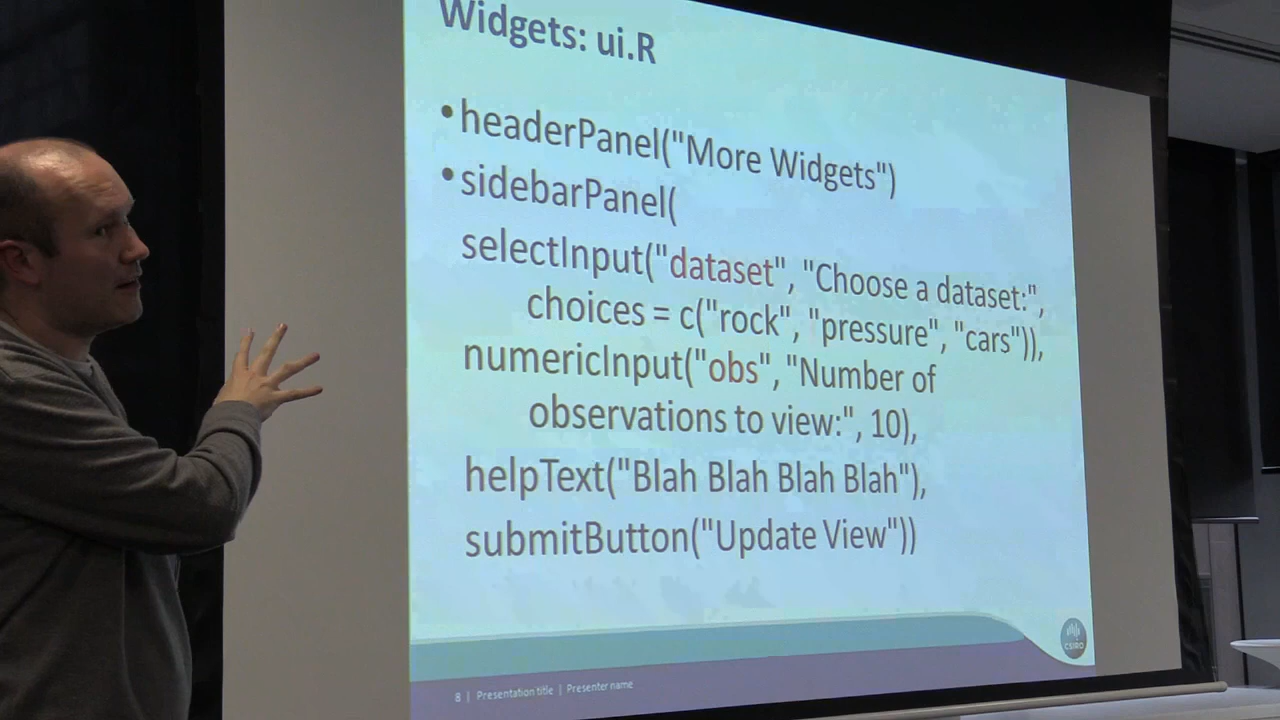 Widgets: ui.R
•headerPanel("More Widgets")
•sidebarPanel(
selectInput("dataset", "Choose a dataset:",
choices = c("rock", "pressure", "cars")),
numericInput("obs", "Number of
observations to view:", 10),
helpText("Blah Blah Blah Blah"),
submitButton("Update View"))
CSIRO
8 | Presentation title | Presenter name